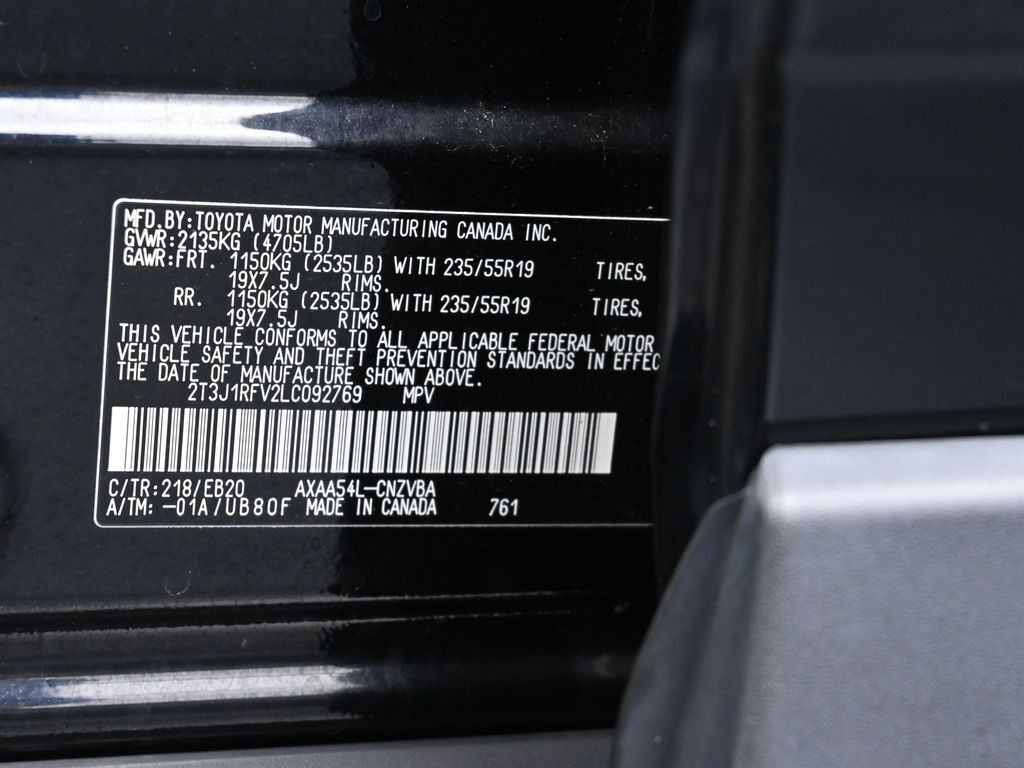 MFD.BY:TOYOTA MOTOR MANUFACTURING CANADA INC.
GVWR:2135KG (4705LB)
GAWR:FRT. 1150KG (2535LB) WITH 235/55R19 TIRES,
19X7.5J RIMS.
RR. 1150KG (2535LB) WITH 235/55R19 TIRES,
19X7.5J RIMS.
THIS VEHICLE CONFORMS TO ALL APPLICABLE FEDERAL MOTOR
VEHICLE SAFETY AND THEFT PREVENTION STANDARDS IN EFFEC
THE DATE OF MANUFACTURE SHOWN ABOVE.
2T3J1RFV2LC092769 MPV
C/TR:218/EB20 AXAA54L-CNZVBA
A/TM:-01A/UB80F MADE IN CANADA 761